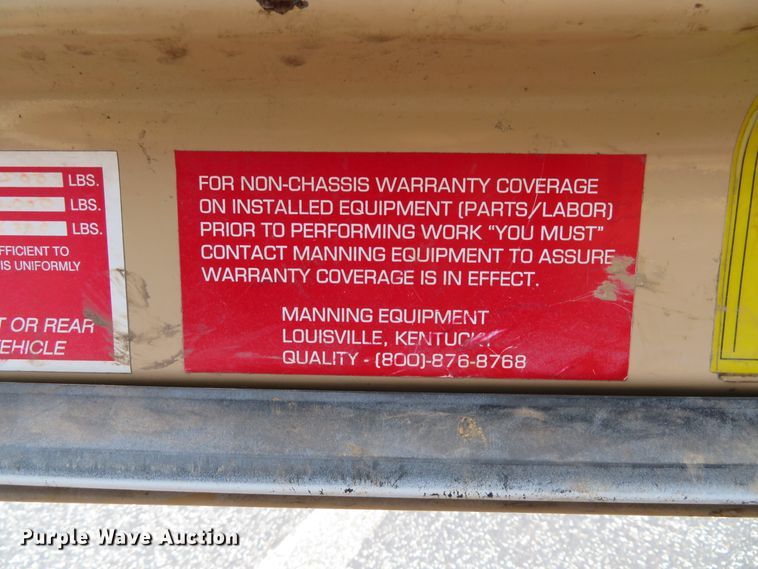 LBS.
LBS.
LBS.
FFICIENT TO
IS UNIFORMLY
T OR REAR
EHICLE
FOR NON-CHASSIS WARRANTY COVERAGE
ON INSTALLED EQUIPMENT (PARTS/LABOR)
PRIOR TO PERFORMING WORK "YOU MUST"
CONTACT MANNING EQUIPMENT TO ASSURE
WARRANTY COVERAGE IS IN EFFECT.
MANNING EQUIPMENT
LOUISVILLE, KENTUCKY
QUALITY - (800)-876-8768
Purple Wave Auction